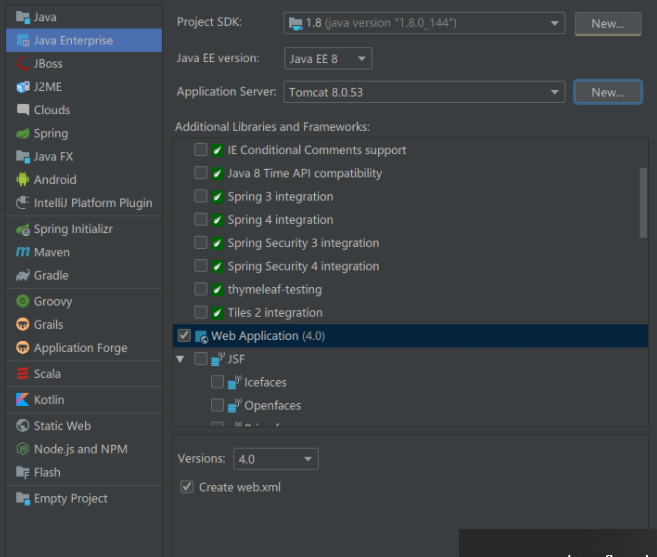 Java
Java Enterprise
JBoss
J2ME
Clouds
Spring
Java FX
Android
IntelliJ Platform Plugin
Spring Initializr
Maven
Gradle
Groovy
Grails
Application Forge
Scala
Kotlin
Static Web
Node.js and NPM
Flash
Empty Project
Project SDK: 1.8 (java version "1.8.0_144") New...
Java EE version: Java EE 8
Application Server: Tomcat 8.0.53 New...
Additional Libraries and Frameworks:
IE Conditional Comments support
Java 8 Time API compatibility
Spring 3 integration
Spring 4 integration
Spring Security 3 integration
Spring Security 4 integration
thymeleaf-testing
Tiles 2 integration
Web Application (4.0)
JSF
Icefaces
Openfaces
Versions: 4.0
Create web.xml